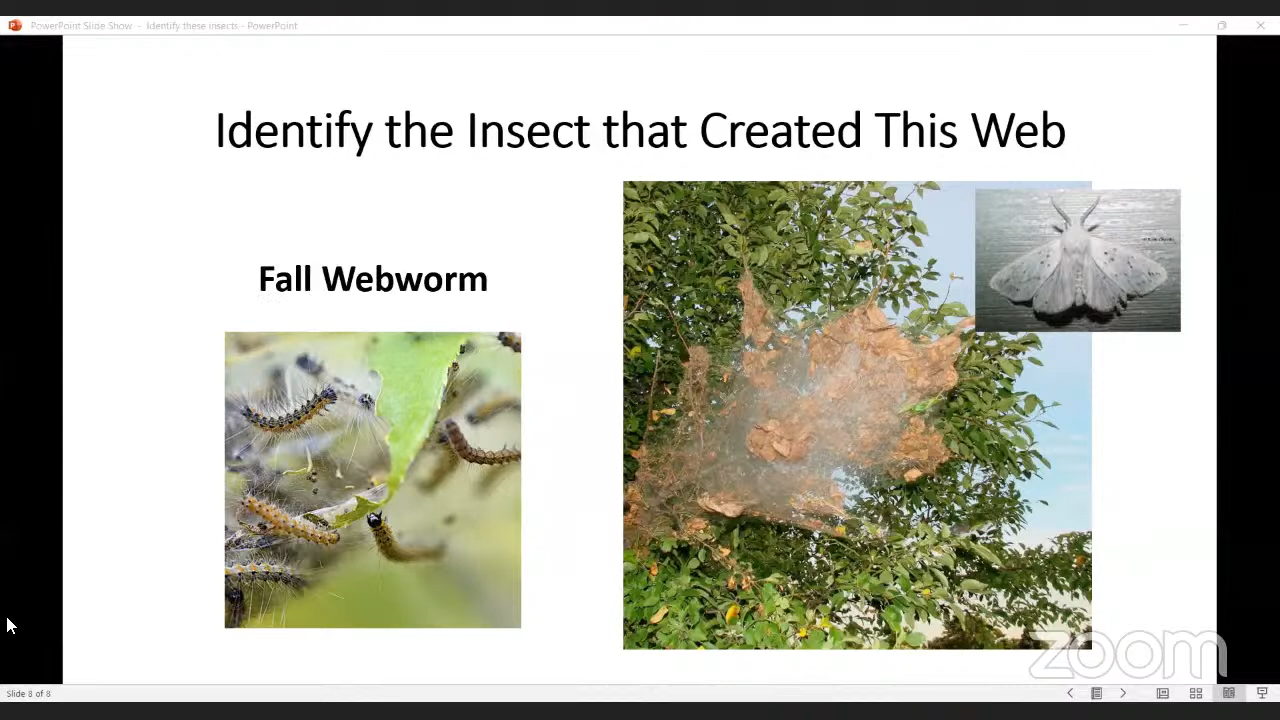 PowerPoint Slide Show - Identify these insects - PowerPoint
Identify the Insect that Created This Web
Fall Webworm
zoom
Slide 8 of 8